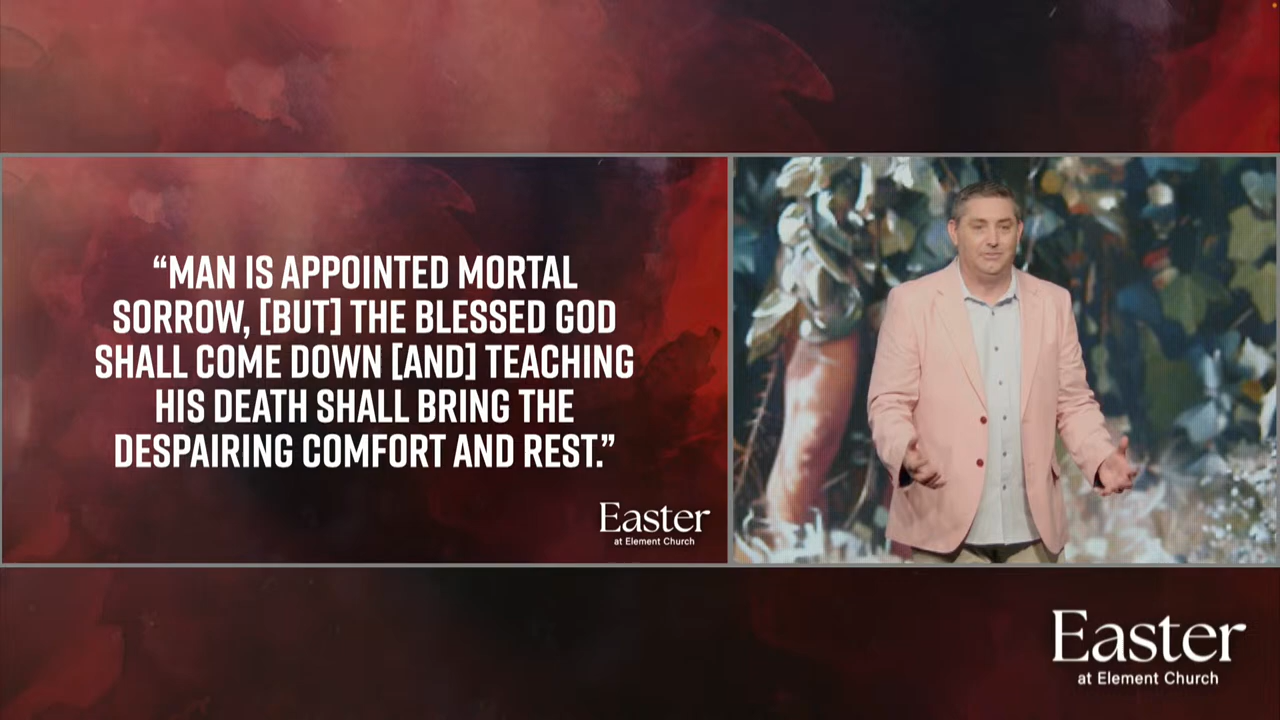 “MAN IS APPOINTED MORTAL
SORROW, [BUT] THE BLESSED GOD
SHALL COME DOWN [AND] TEACHING
HIS DEATH SHALL BRING THE
DESPAIRING COMFORT AND REST.”
Easter
at Element Church
Easter
at Element Church